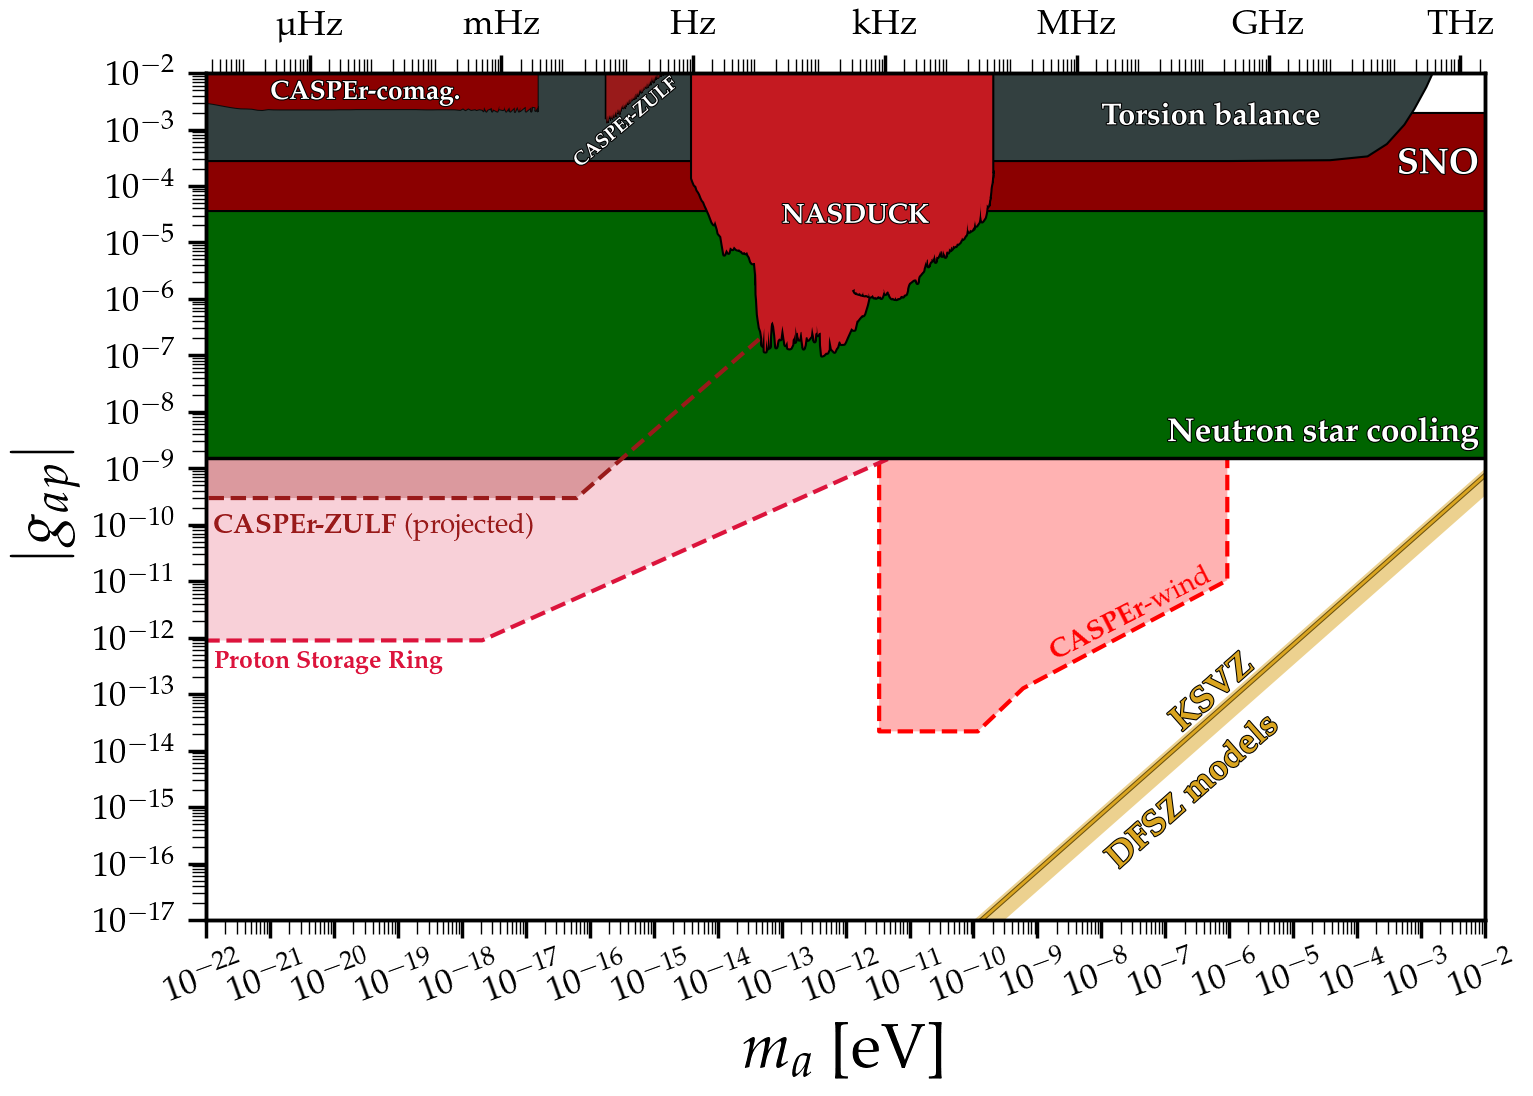 µHz mHz Hz kHz MHz GHz THz
10⁻²
10⁻³
10⁻⁴
10⁻⁵
10⁻⁶
10⁻⁷
10⁻⁸
10⁻⁹
10⁻¹⁰
10⁻¹¹
10⁻¹²
10⁻¹³
10⁻¹⁴
10⁻¹⁵
10⁻¹⁶
10⁻¹⁷
|gₐₚ|
CASPEr-comag.
CASPEr-ZULF
Torsion balance
SNO
NASDUCK
Neutron star cooling
CASPEr-ZULF (projected)
CASPEr-wind
Proton Storage Ring
KSVZ
DFSZ models
10⁻²² 10⁻²¹ 10⁻²⁰ 10⁻¹⁹ 10⁻¹⁸ 10⁻¹⁷ 10⁻¹⁶ 10⁻¹⁵ 10⁻¹⁴ 10⁻¹³ 10⁻¹² 10⁻¹¹ 10⁻¹⁰ 10⁻⁹ 10⁻⁸ 10⁻⁷ 10⁻⁶ 10⁻⁵ 10⁻⁴ 10⁻³ 10⁻²
mₐ [eV]